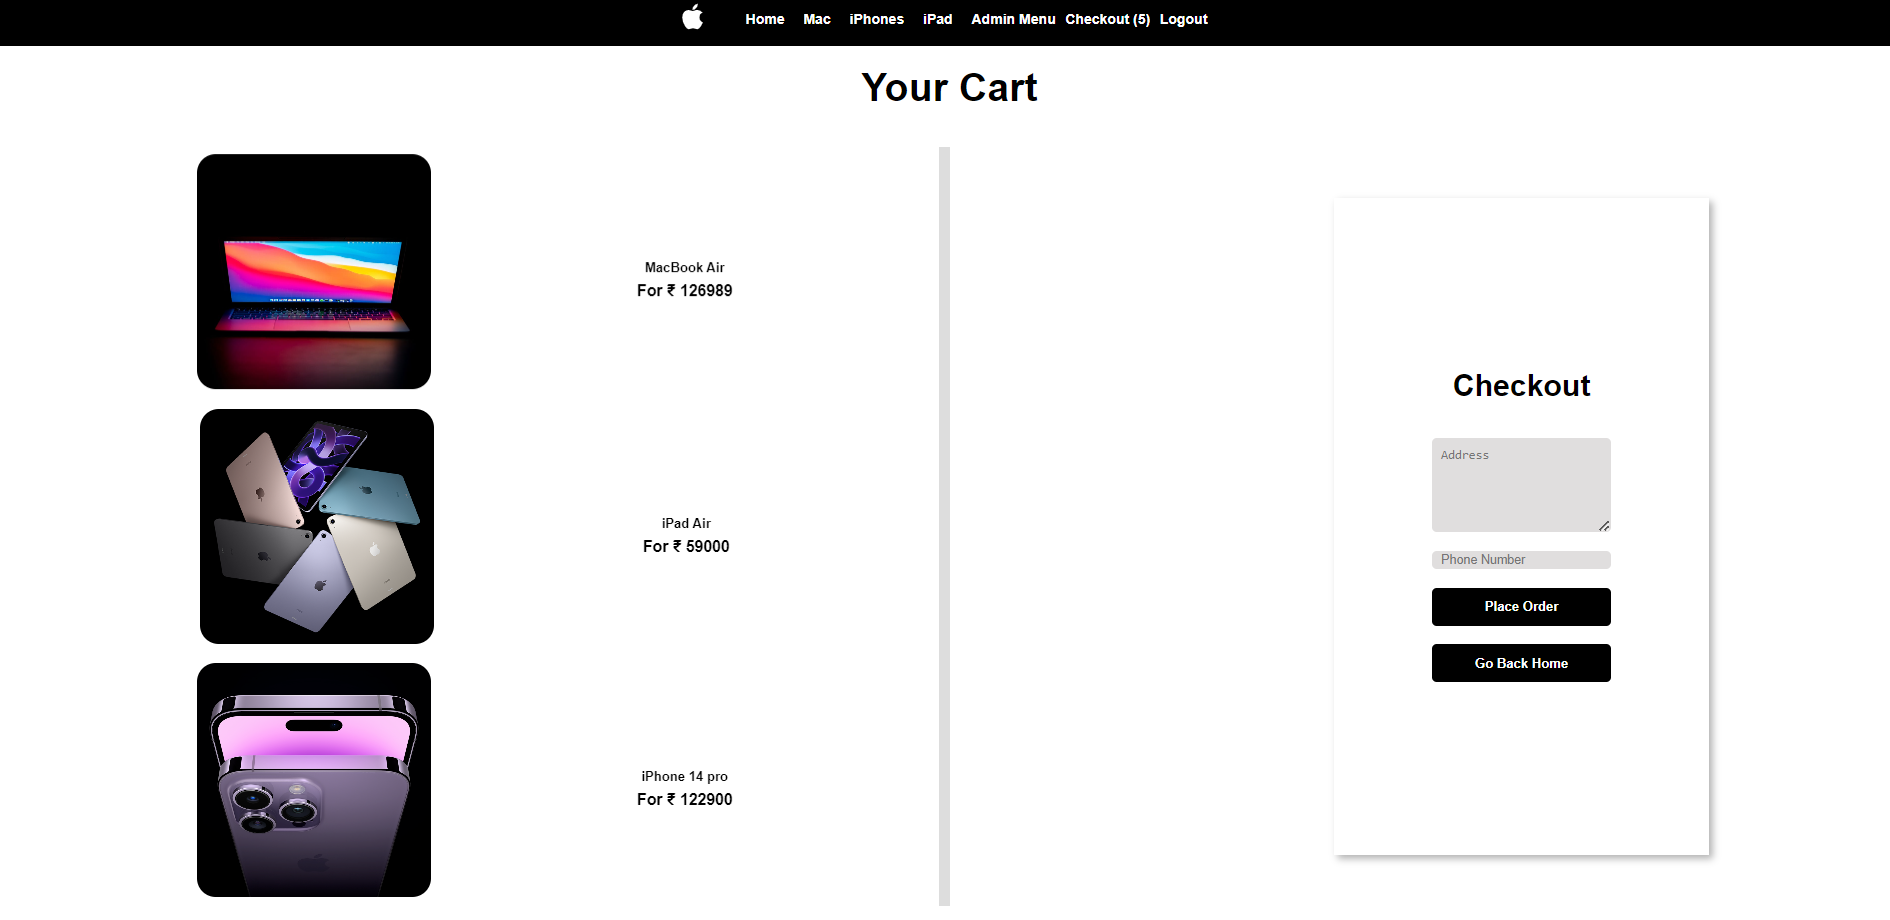 Home Mac iPhones iPad Admin Menu Checkout (5) Logout
Your Cart
MacBook Air
For ₹ 126989
iPad Air
For ₹ 59000
iPhone 14 pro
For ₹ 122900
Checkout
Address
Phone Number
Place Order
Go Back Home